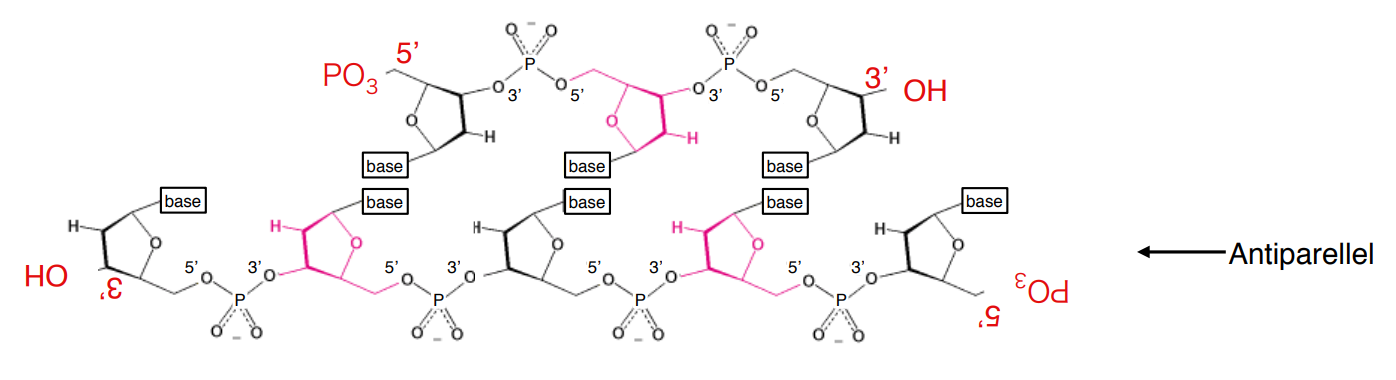 O O
5' P
PO3 O 3' O 5' O 3' P O 5' 3' OH
O O O
H H H
base base base
base base base base base
H H H H H
O O O O O
HO 3' 5' O 3' O 5' O 3' O 5' O 3' O 5' O 3' O PO3 5'
P P P P
O O O O O O O O
Antiparellel